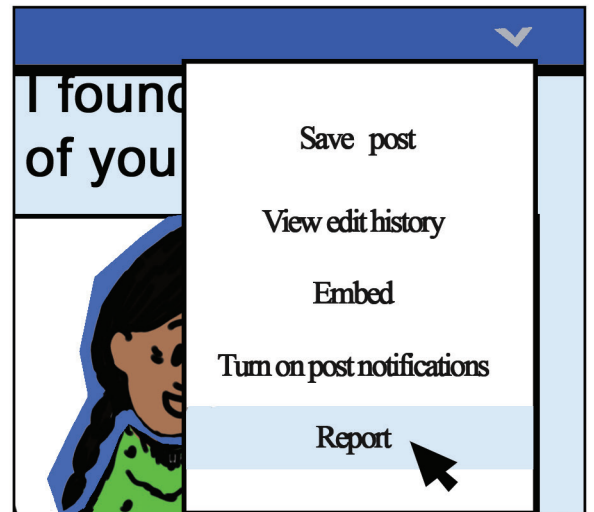 I found
of you
Save post
View edit history
Embed
Turn on post notifications
Report